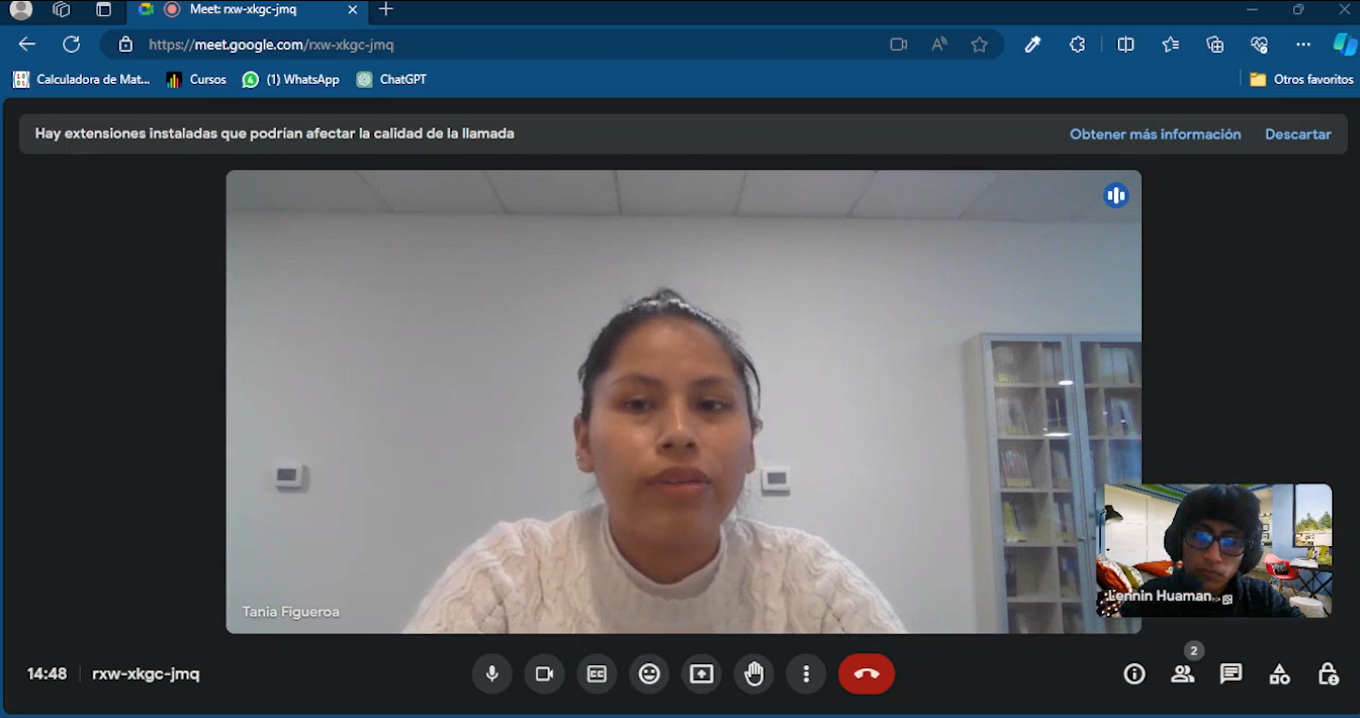 Meet: rxw-xkgc-jmq
https://meet.google.com/rxw-xkgc-jmq
Calculadora de Mat...
Cursos
(1) WhatsApp
ChatGPT
Otros favoritos
Hay extensiones instaladas que podrían afectar la calidad de la llamada
Obtener más información
Descartar
Tania Figueroa
Lennin Huaman...
14:48
rxw-xkgc-jmq
2